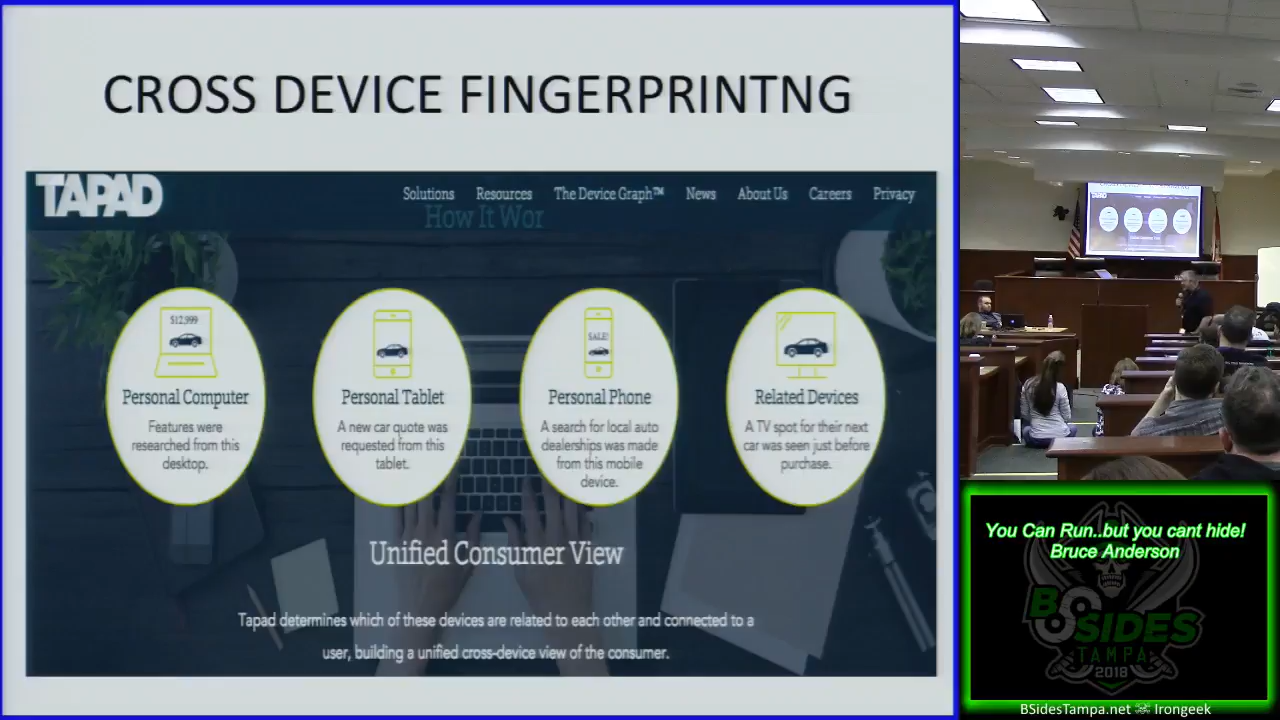 CROSS DEVICE FINGERPRINTNG
TAPAD
Solutions Resources The Device Graph™ News About Us Careers Privacy
How It Wor
$12,999
SALE!
Personal Computer
Features were
researched from this
desktop.
Personal Tablet
A new car quote was
requested from this
tablet.
Personal Phone
A search for local auto
dealerships was made
from this mobile
device.
Related Devices
A TV spot for their next
car was seen just before
purchase.
Unified Consumer View
Tapad determines which of these devices are related to each other and connected to a
user, building a unified cross-device view of the consumer.
You Can Run..but you cant hide!
Bruce Anderson
BSIDES
TAMPA
2018
BSidesTampa.net Irongeek